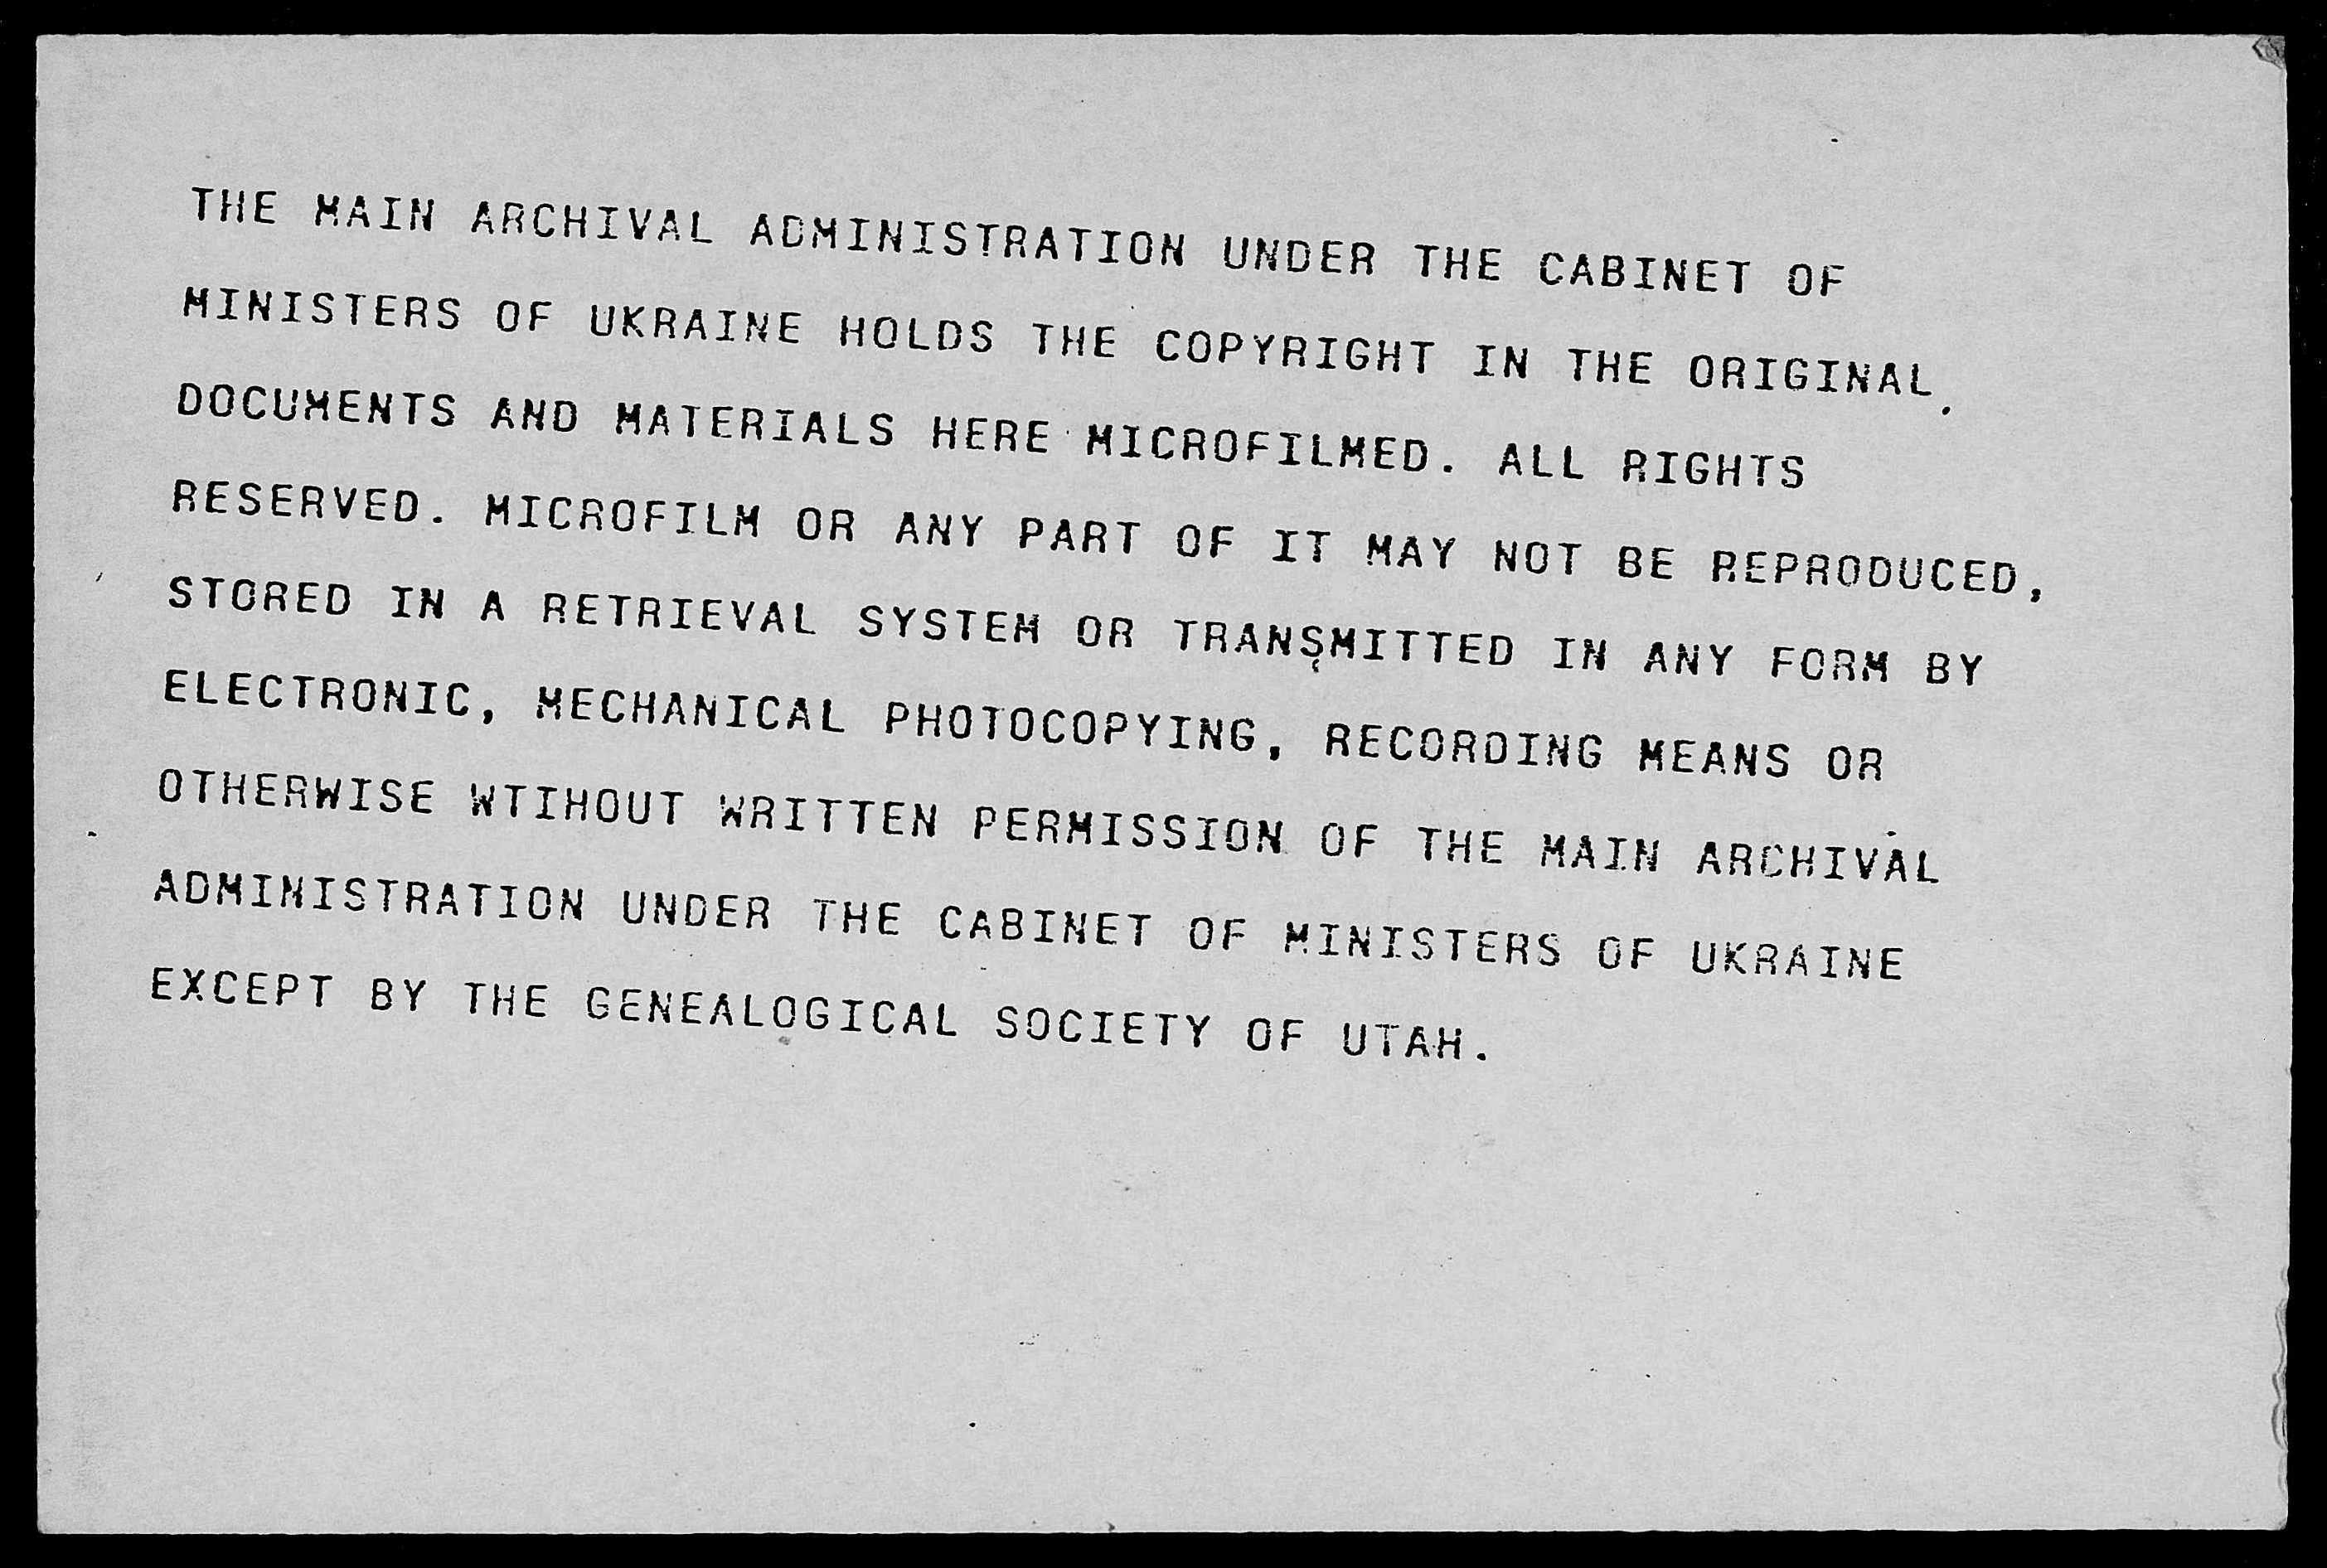 THE MAIN ARCHIVAL ADMINISTRATION UNDER THE CABINET OF
MINISTERS OF UKRAINE HOLDS THE COPYRIGHT IN THE ORIGINAL
DOCUMENTS AND MATERIALS HERE MICROFILMED. ALL RIGHTS
RESERVED. MICROFILM OR ANY PART OF IT MAY NOT BE REPRODUCED,
STORED IN A RETRIEVAL SYSTEM OR TRANSMITTED IN ANY FORM BY
ELECTRONIC, MECHANICAL PHOTOCOPYING, RECORDING MEANS OR
OTHERWISE WTIHOUT WRITTEN PERMISSION OF THE MAIN ARCHIVAL
ADMINISTRATION UNDER THE CABINET OF MINISTERS OF UKRAINE
EXCEPT BY THE GENEALOGICAL SOCIETY OF UTAH.